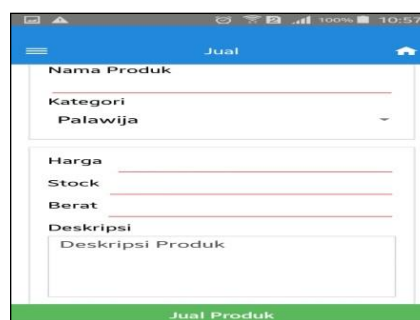 100% 10:57
Jual
Nama Produk
Kategori
Palawija
Harga
Stock
Berat
Deskripsi
Deskripsi Produk
Jual Produk